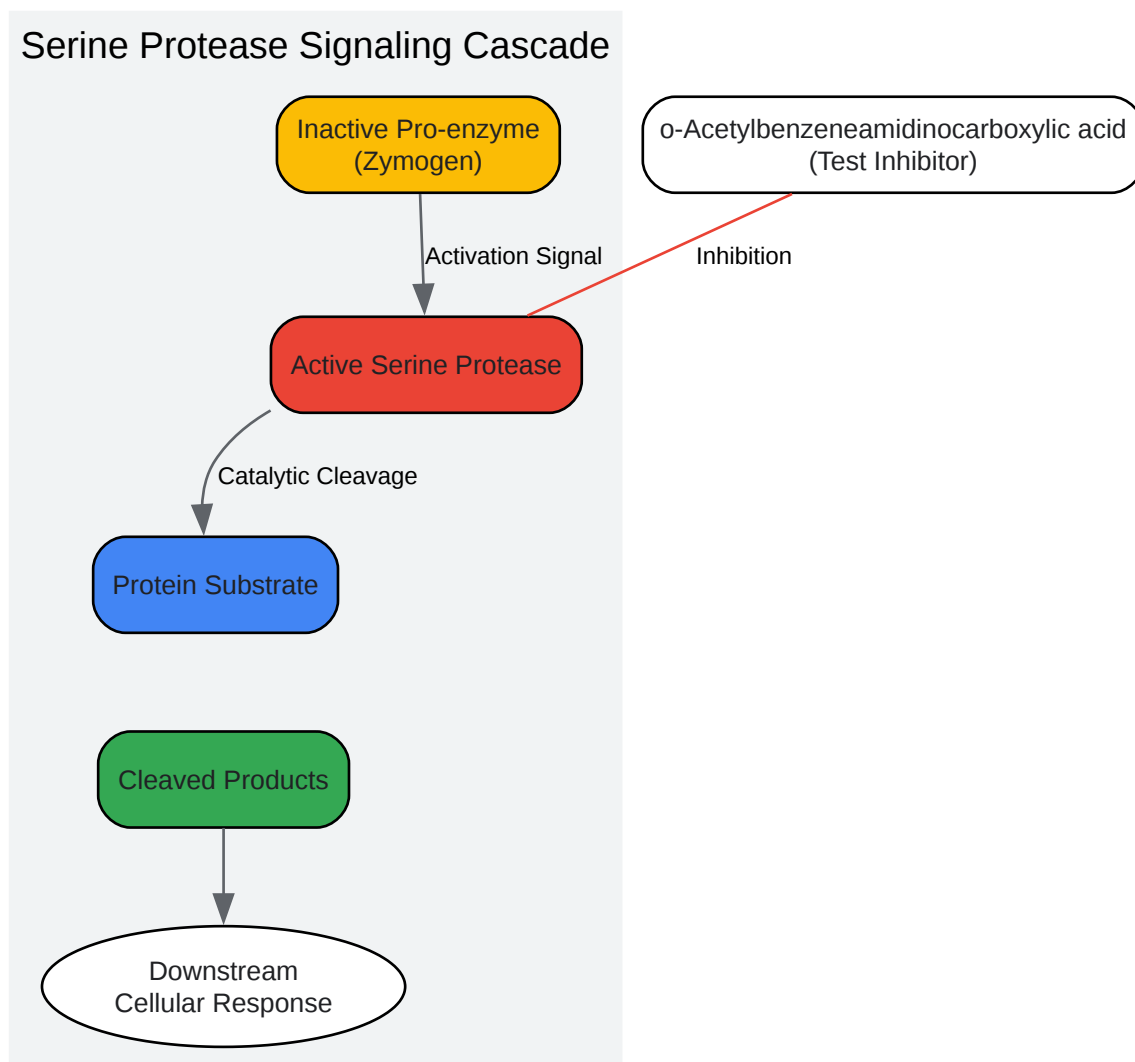 Serine Protease Signaling Cascade
Inactive Pro-enzyme
(Zymogen)
o-Acetylbenzeneamidinocarboxylic acid
(Test Inhibitor)
Activation Signal
Inhibition
Active Serine Protease
Catalytic Cleavage
Protein Substrate
Cleaved Products
Downstream
Cellular Response